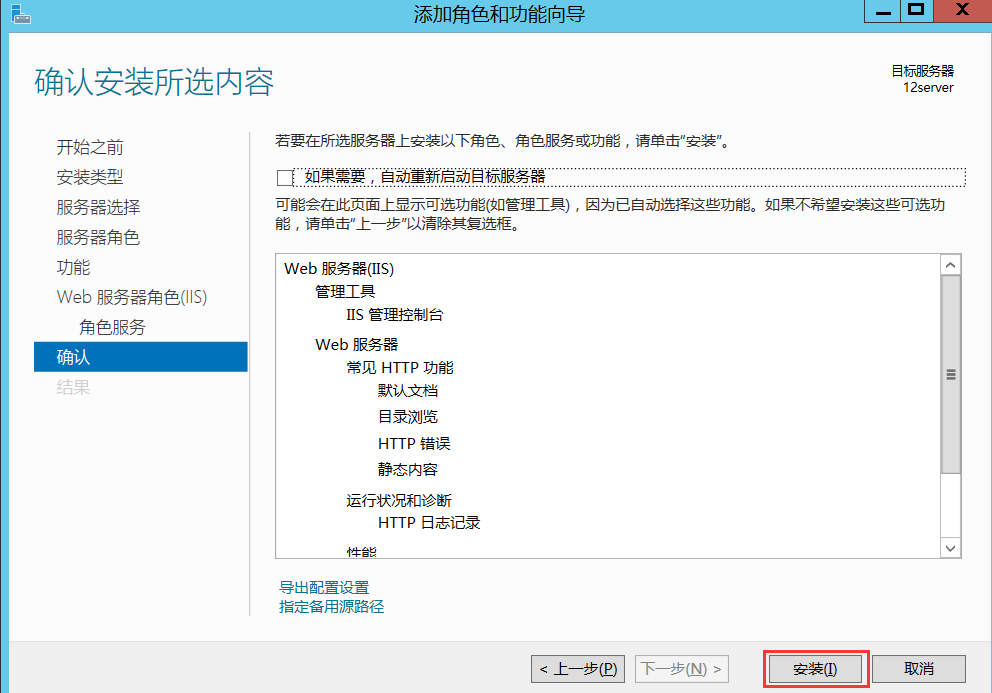 添加角色和功能向导
确认安装所选内容
目标服务器
12server
开始之前
安装类型
服务器选择
服务器角色
功能
Web 服务器角色(IIS)
角色服务
确认
结果
若要在所选服务器上安装以下角色、角色服务或功能，请单击“安装”。
如果需要，自动重新启动目标服务器
可能会在此页面上显示可选功能(如管理工具)，因为已自动选择这些功能。如果不希望安装这些可选功
能，请单击“上一步”以清除其复选框。
Web 服务器(IIS)
管理工具
IIS 管理控制台
Web 服务器
常见 HTTP 功能
默认文档
目录浏览
HTTP 错误
静态内容
运行状况和诊断
HTTP 日志记录
性能
导出配置设置
指定备用源路径
< 上一步(P)
下一步(N) >
安装(I)
取消